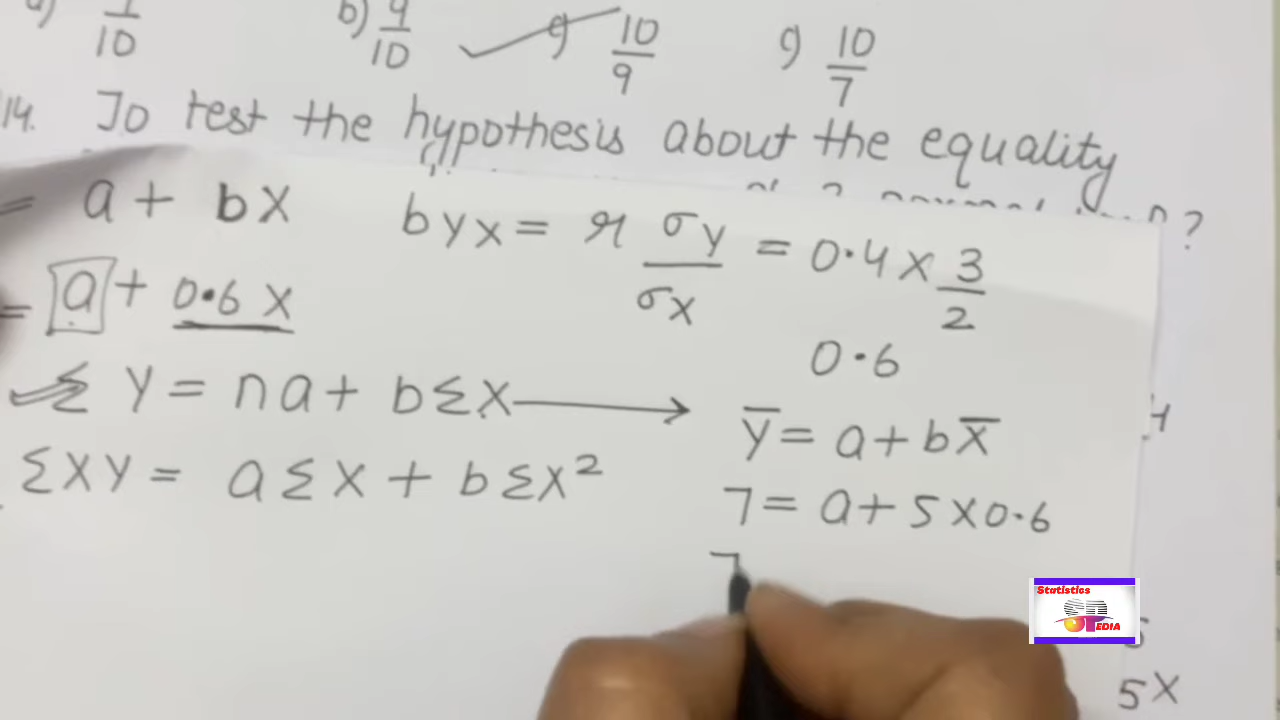 a) 1/10 b) 9/10 c) 10/9 c) 10/7
14. To test the hypothesis about the equality
?
= a + bX byx = r σy/σx = 0.4 × 3/2
= a + 0.6 X
0.6
Σ Y = na + bΣX → Y̅ = a + bX̅
ΣXY = aΣX + bΣX²
7 = a + 5 × 0.6
7
Statistics
PEDIA
5X